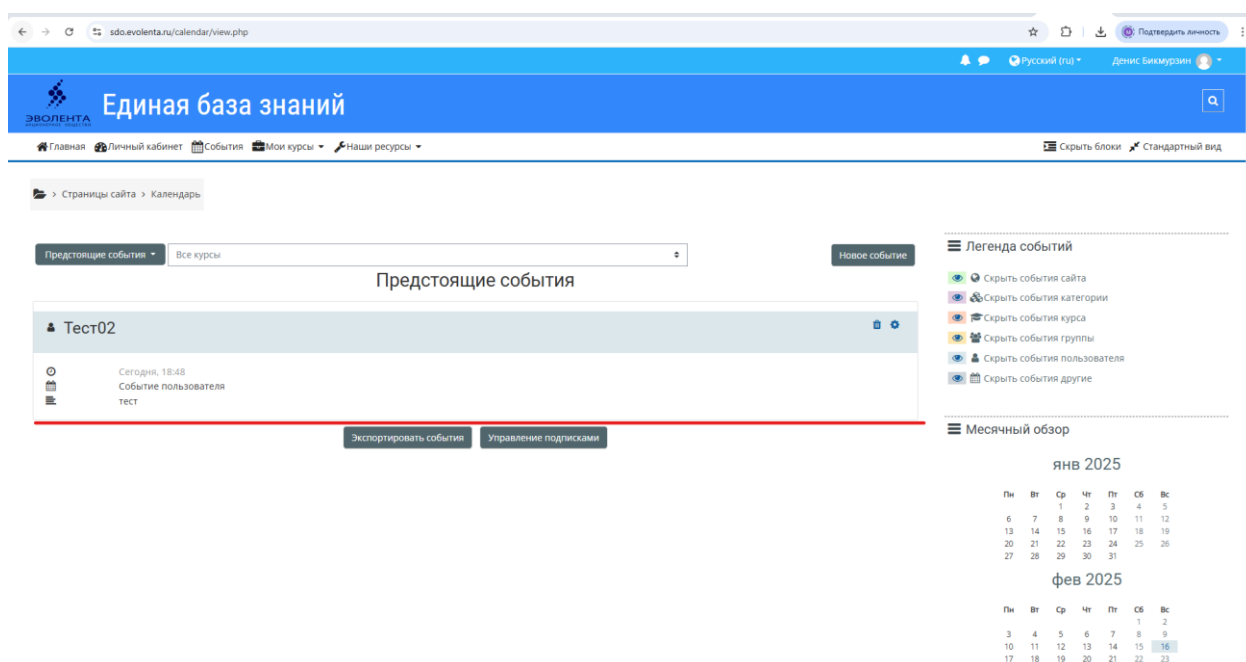 sdo.evolenta.ru/calendar/view.php
Подтвердить личность
Русский (ru)
Денис Бикмурзин
ЭВОЛЕНТА
Единая база знаний
Главная Личный кабинет События Мои курсы Наши ресурсы
Скрыть блоки Стандартный вид
> Страницы сайта > Календарь
Предстоящие события
Все курсы
Новое событие
Предстоящие события
Тест02
Сегодня, 18:48
Событие пользователя
тест
Экспортировать события
Управление подписками
Легенда событий
Скрыть события сайта
Скрыть события категории
Скрыть события курса
Скрыть события группы
Скрыть события пользователя
Скрыть события другие
Месячный обзор
янв 2025
Пн Вт Ср Чт Пт Сб Вс
1 2 3 4 5
6 7 8 9 10 11 12
13 14 15 16 17 18 19
20 21 22 23 24 25 26
27 28 29 30 31
фев 2025
Пн Вт Ср Чт Пт Сб Вс
1 2
3 4 5 6 7 8 9
10 11 12 13 14 15 16
17 18 19 20 21 22 23